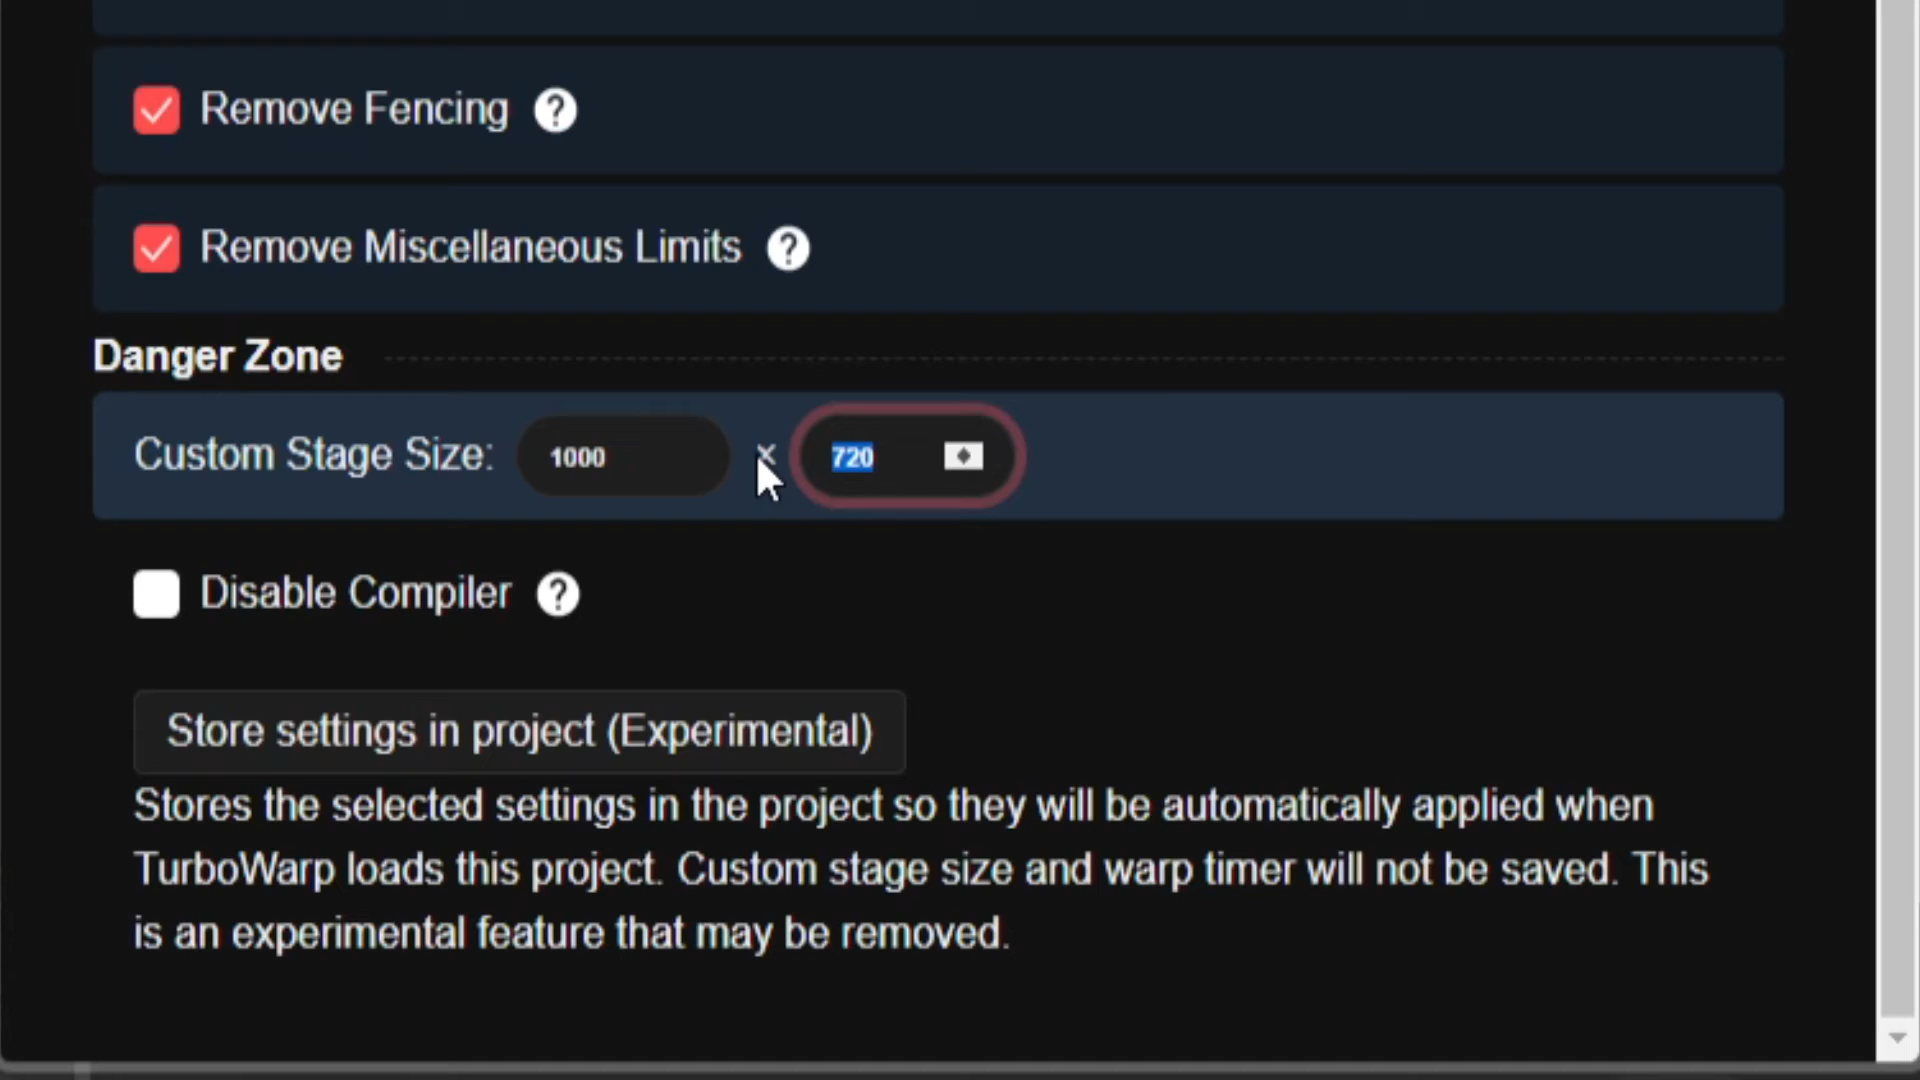 Remove Fencing ?
Remove Miscellaneous Limits ?
Danger Zone
Custom Stage Size: 1000 × 720
Disable Compiler ?
Store settings in project (Experimental)
Stores the selected settings in the project so they will be automatically applied when
TurboWarp loads this project. Custom stage size and warp timer will not be saved. This
is an experimental feature that may be removed.